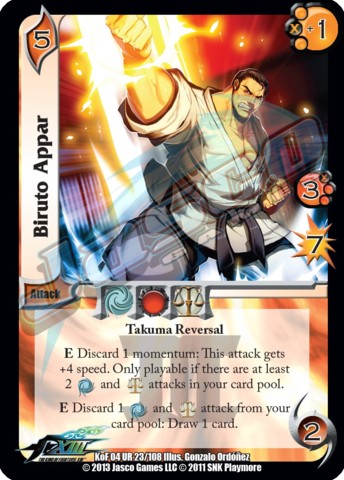 5
+1
Biruto Appar
3
7
Attack
Takuma Reversal
E Discard 1 momentum: This attack gets
+4 speed. Only playable if there are at least
2 and attacks in your card pool.
E Discard 1 and attack from your
card pool: Draw 1 card.
2
XIII
KoF 04 UR 23/108 Illus. Gonzalo Ordóñez
© 2013 Jasco Games LLC © 2011 SNK Playmore